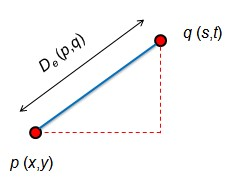 q (s,t)
Dₑ(p,q)
p (x,y)